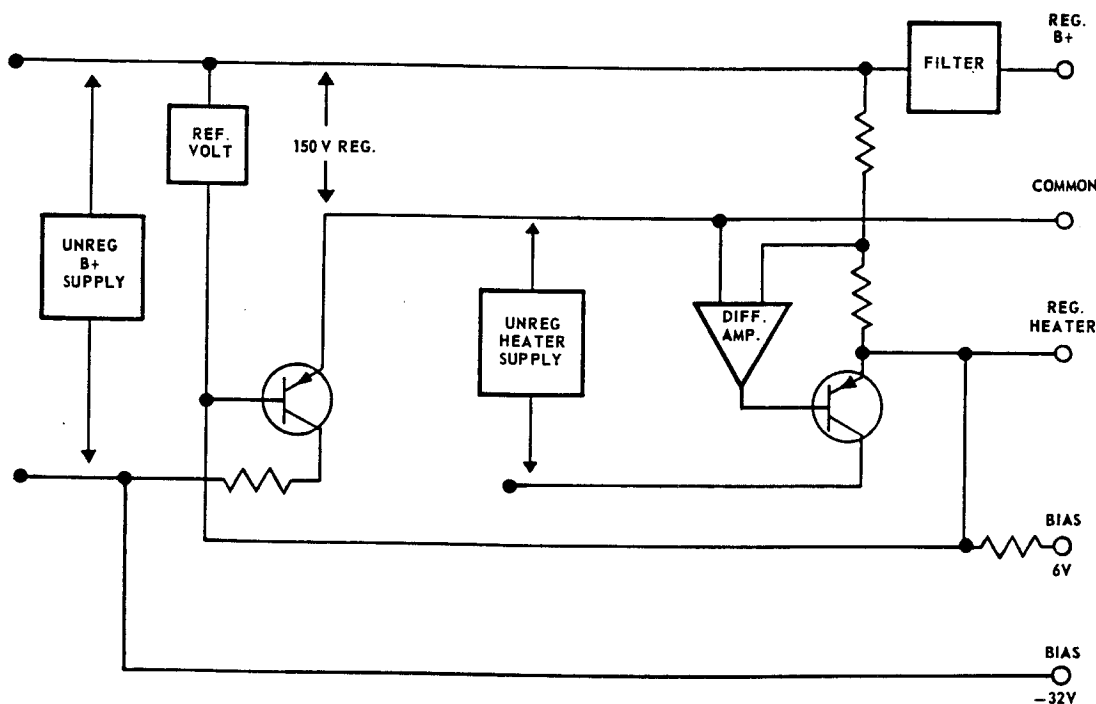 REG.
B+
FILTER
REF.
VOLT
150 V REG.
COMMON
UNREG
B+
SUPPLY
UNREG
HEATER
SUPPLY
DIFF.
AMP.
REG.
HEATER
BIAS
6V
BIAS
−32V